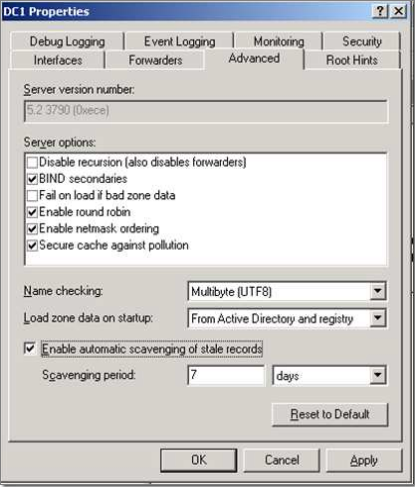 DC1 Properties
Debug Logging Event Logging Monitoring Security
Interfaces Forwarders Advanced Root Hints
Server version number:
5.2 3790 (0xece)
Server options:
Disable recursion (also disables forwarders)
BIND secondaries
Fail on load if bad zone data
Enable round robin
Enable netmask ordering
Secure cache against pollution
Name checking: Multibyte (UTF8)
Load zone data on startup: From Active Directory and registry
Enable automatic scavenging of stale records
Scavenging period: 7 days
Reset to Default
OK Cancel Apply